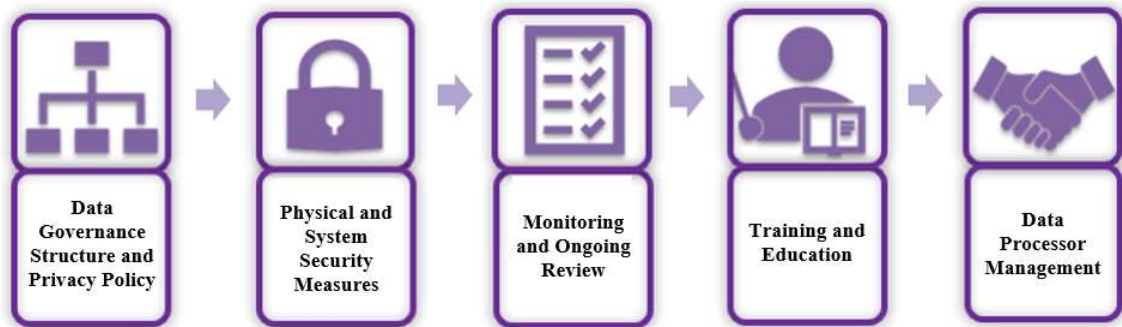 Data
Governance
Structure and
Privacy Policy
Physical and
System
Security
Measures
Monitoring
and Ongoing
Review
Training and
Education
Data
Processor
Management